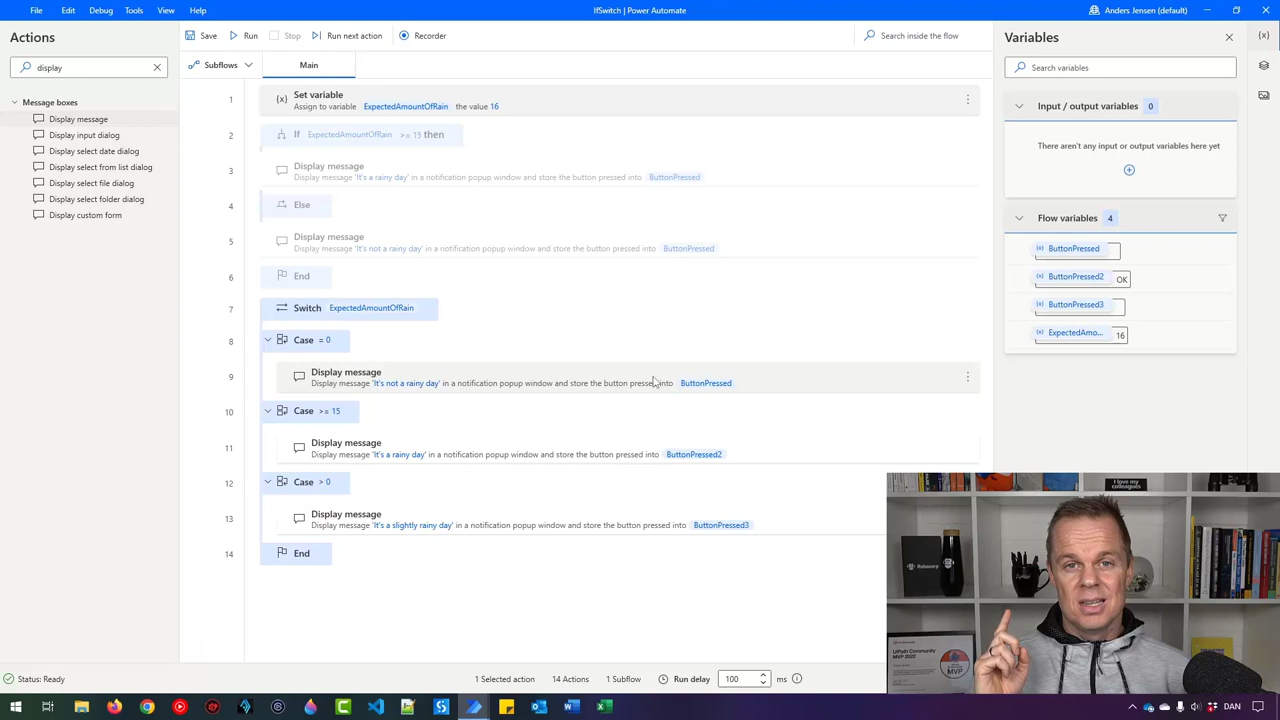 File Edit Debug Tools View Help
IfSwitch | Power Automate
Anders Jensen (default)
Actions
display
Message boxes
Display message
Display input dialog
Display select date dialog
Display select from list dialog
Display select file dialog
Display select folder dialog
Display custom form
Save Run Stop Run next action Recorder
Search inside the flow
Subflows Main
1 Set variable
Assign to variable ExpectedAmountOfRain the value 16
2 If ExpectedAmountOfRain >= 15 then
3 Display message
Display message 'It's a rainy day' in a notification popup window and store the button pressed into ButtonPressed
4 Else
5 Display message
Display message 'It's not a rainy day' in a notification popup window and store the button pressed into ButtonPressed
6 End
7 Switch ExpectedAmountOfRain
8 Case = 0
9 Display message
Display message 'It's not a rainy day' in a notification popup window and store the button pressed into ButtonPressed
10 Case >= 15
11 Display message
Display message 'It's a rainy day' in a notification popup window and store the button pressed into ButtonPressed2
12 Case > 0
13 Display message
Display message 'It's a slightly rainy day' in a notification popup window and store the button pressed into ButtonPressed3
14 End
Variables
{x}
Search variables
Input / output variables 0
There aren't any input or output variables here yet
Flow variables 4
ButtonPressed
ButtonPressed2 OK
ButtonPressed3
ExpectedAmo... 16
I love my
colleagues
Robocorp
UiPath Community
MVP 2022
MVP
Status: Ready
1 Selected action 14 Actions 1 Subflow Run delay 100 ms
DAN